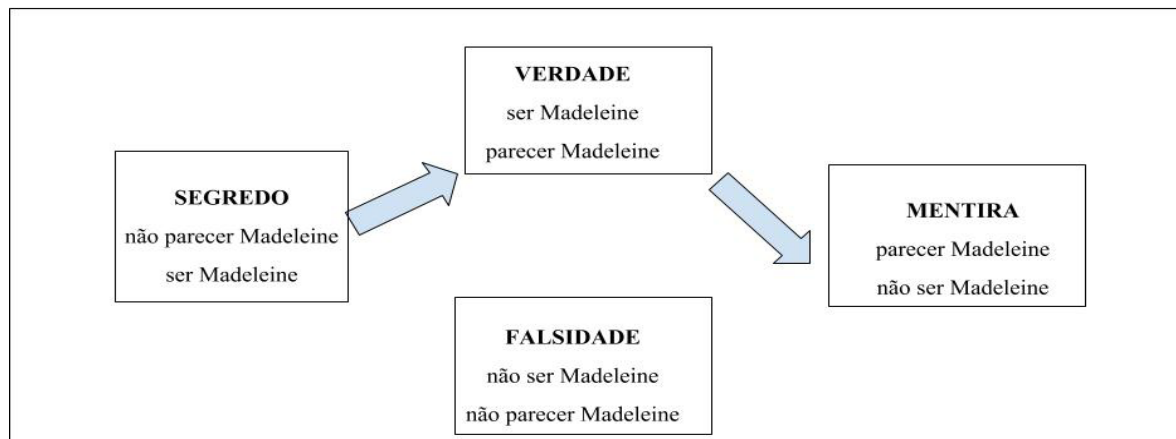 VERDADE
ser Madeleine
parecer Madeleine
SEGREDO
não parecer Madeleine
ser Madeleine
MENTIRA
parecer Madeleine
não ser Madeleine
FALSIDADE
não ser Madeleine
não parecer Madeleine